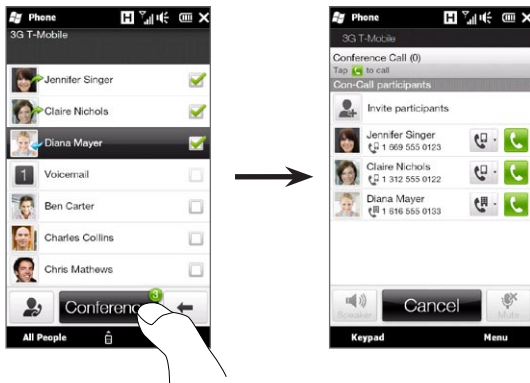 Phone
3G T-Mobile
Jennifer Singer
Claire Nichols
Diana Mayer
1 Voicemail
Ben Carter
Charles Collins
Chris Mathews
3
All People
Phone
3G T-Mobile
Conference Call (0)
Tap to call
Con-Call participants
Invite participants
Jennifer Singer
1 669 555 0123
Claire Nichols
1 312 555 0122
Diana Mayer
1 616 555 0133
Speaker Cancel Mute
Keypad Menu